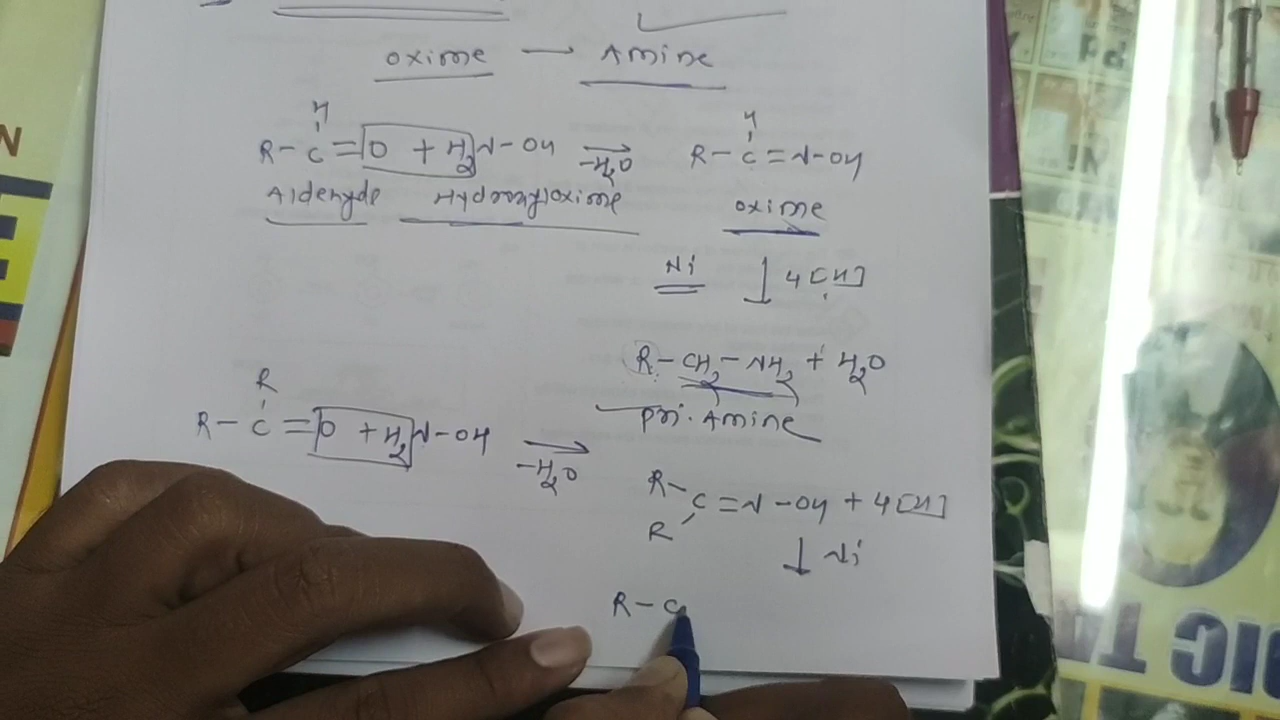 Oxime → Amine
H
R-C=O + H₂N-OH →(-H₂O) R-C=N-OH
Aldehyde oxime
Ni ↓ 4[H]
R-CH₂-NH₂ + H₂O
pri. Amine
R
R-C=O + H₂N-OH →(-H₂O)
R-
C=N-OH + 4[H]
R
↓ Ni
R-C